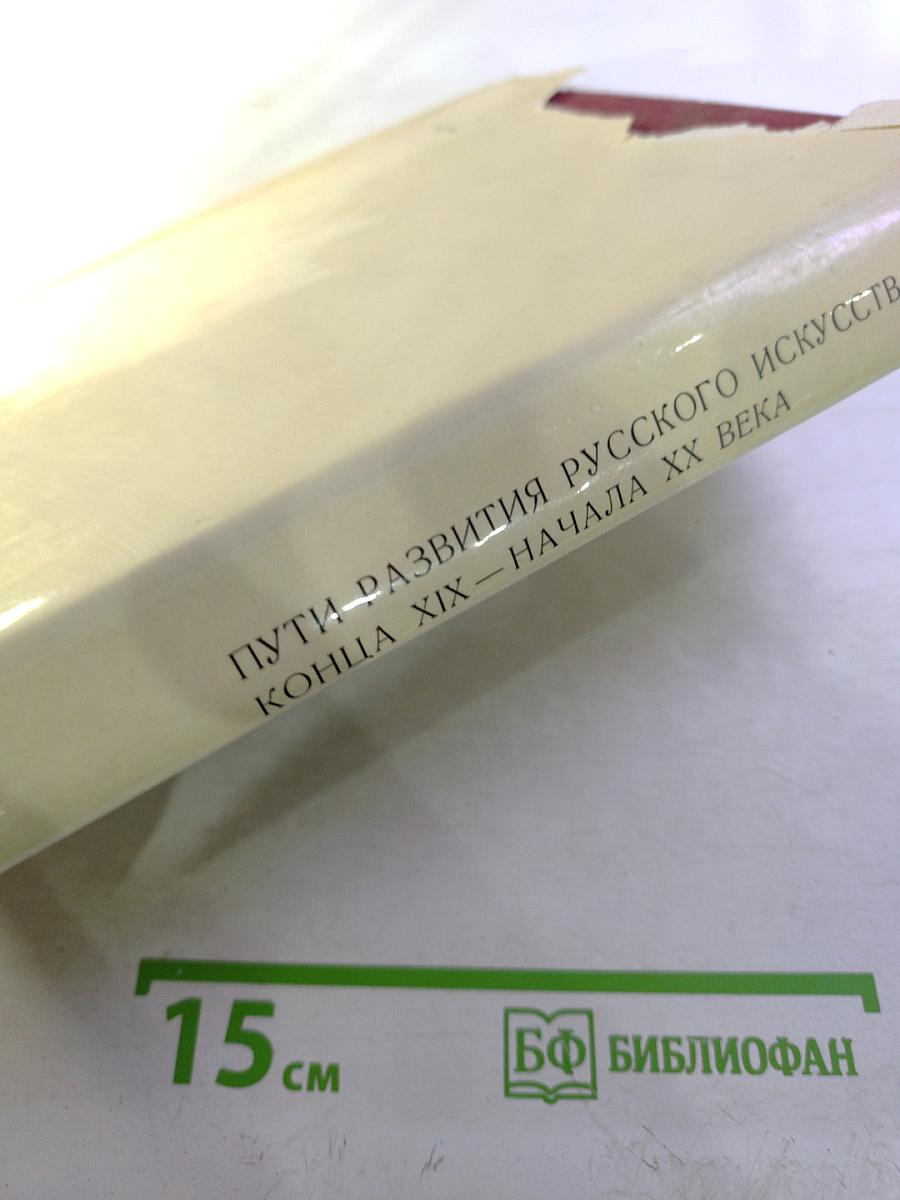 ПУТИ РАЗВИТИЯ РУССКОГО ИСКУССТВ
КОНЦА XIX — НАЧАЛА XX ВЕКА
15 см
БФ БИБЛИОФАН